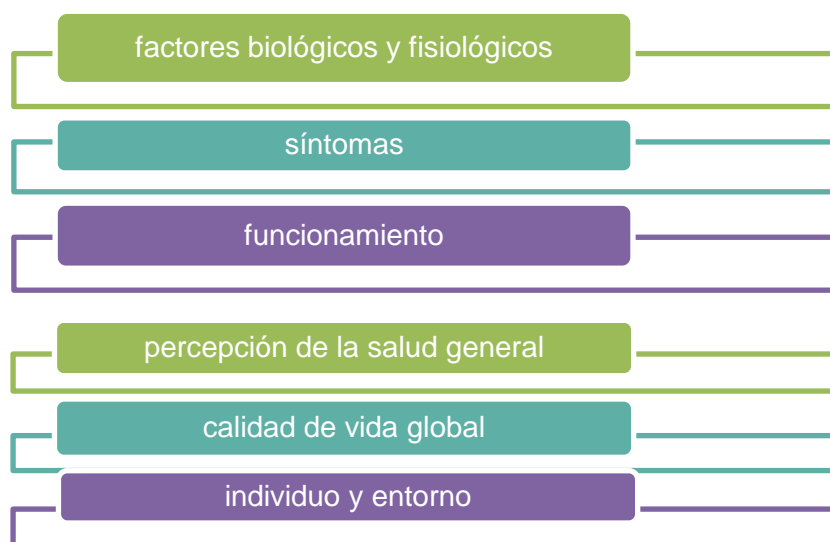 factores biológicos y fisiológicos
síntomas
funcionamiento
percepción de la salud general
calidad de vida global
individuo y entorno